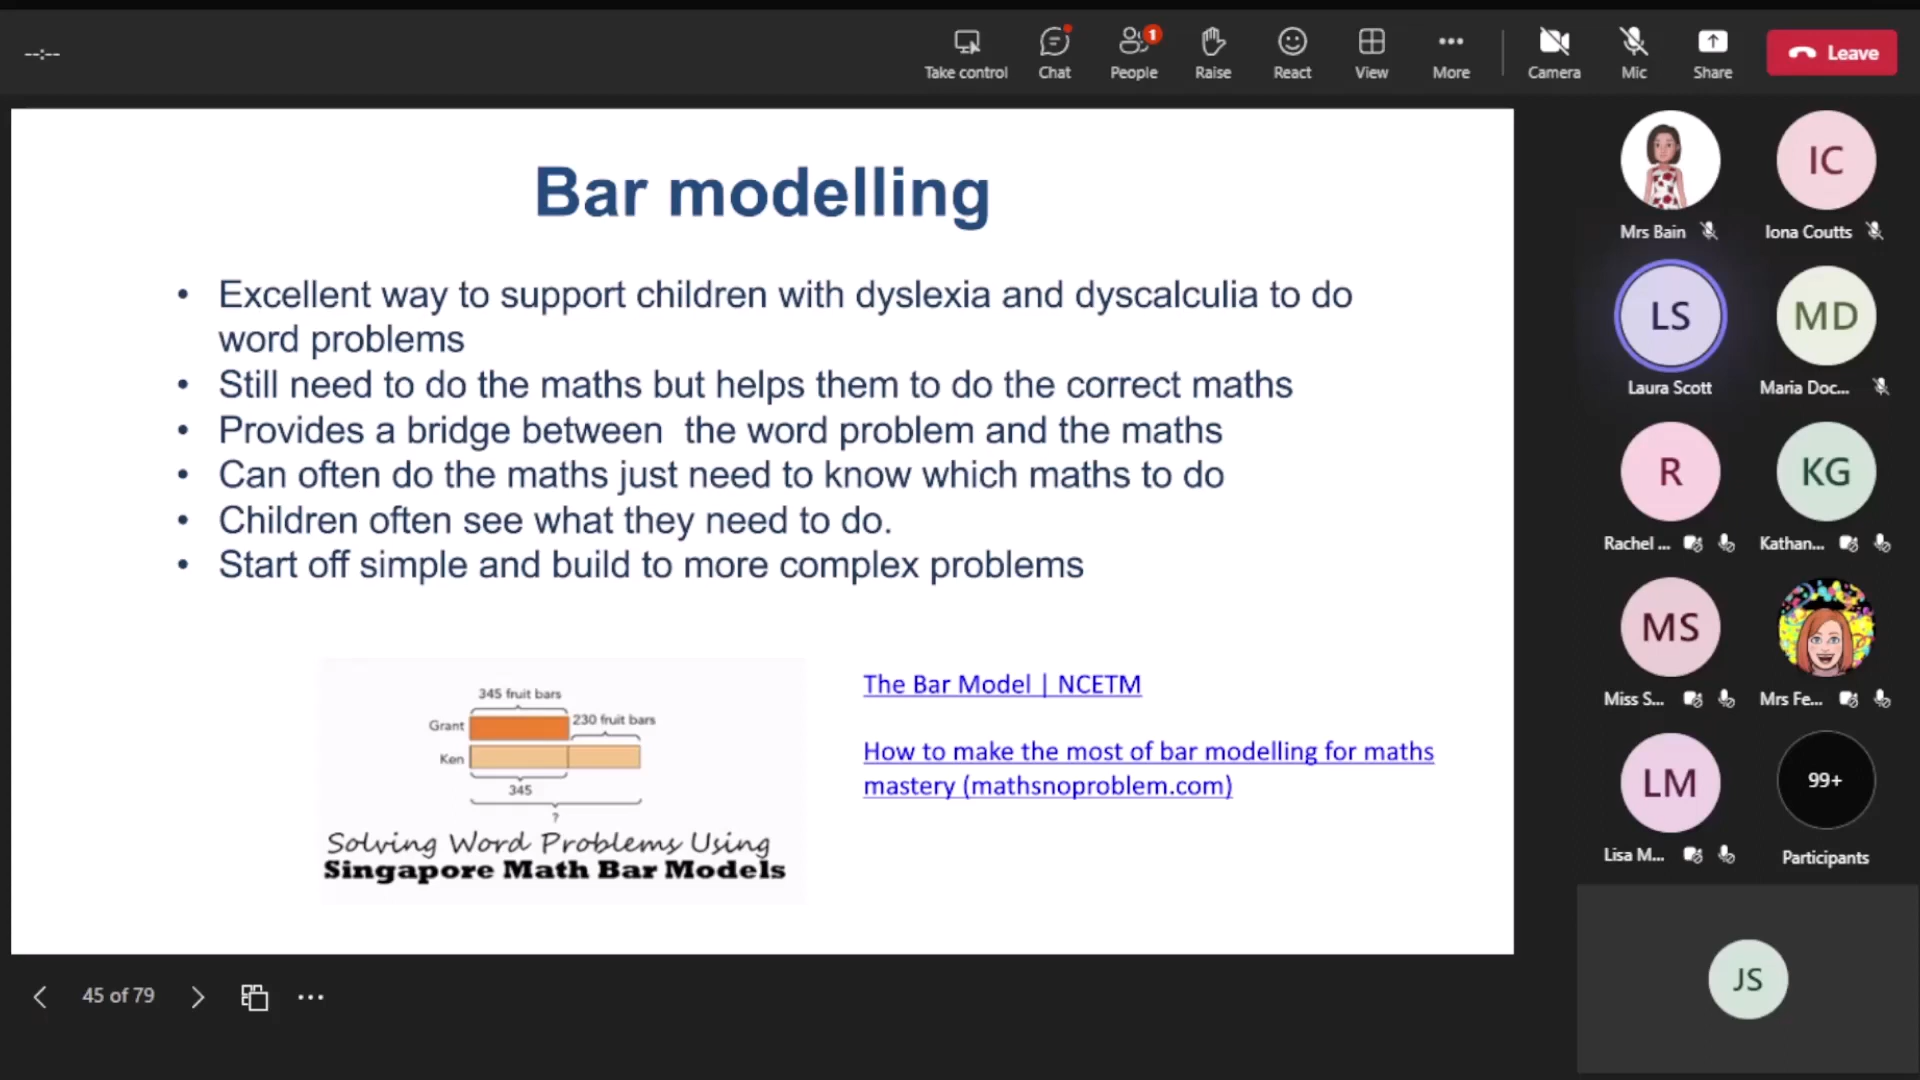 --:--
Take control
Chat
1
People
Raise
React
View
More
Camera
Mic
Share
Leave
Bar modelling
• Excellent way to support children with dyslexia and dyscalculia to do
word problems
• Still need to do the maths but helps them to do the correct maths
• Provides a bridge between  the word problem and the maths
• Can often do the maths just need to know which maths to do
• Children often see what they need to do.
• Start off simple and build to more complex problems
345 fruit bars
Grant
230 fruit bars
Ken
345
?
Solving Word Problems Using
Singapore Math Bar Models
The Bar Model | NCETM
How to make the most of bar modelling for maths
mastery (mathsnoproblem.com)
45 of 79
Mrs Bain
IC
Iona Coutts
LS
Laura Scott
MD
Maria Doc...
R
Rachel ...
KG
Kathan...
MS
Miss S...
Mrs Fe...
LM
Lisa M...
99+
Participants
JS